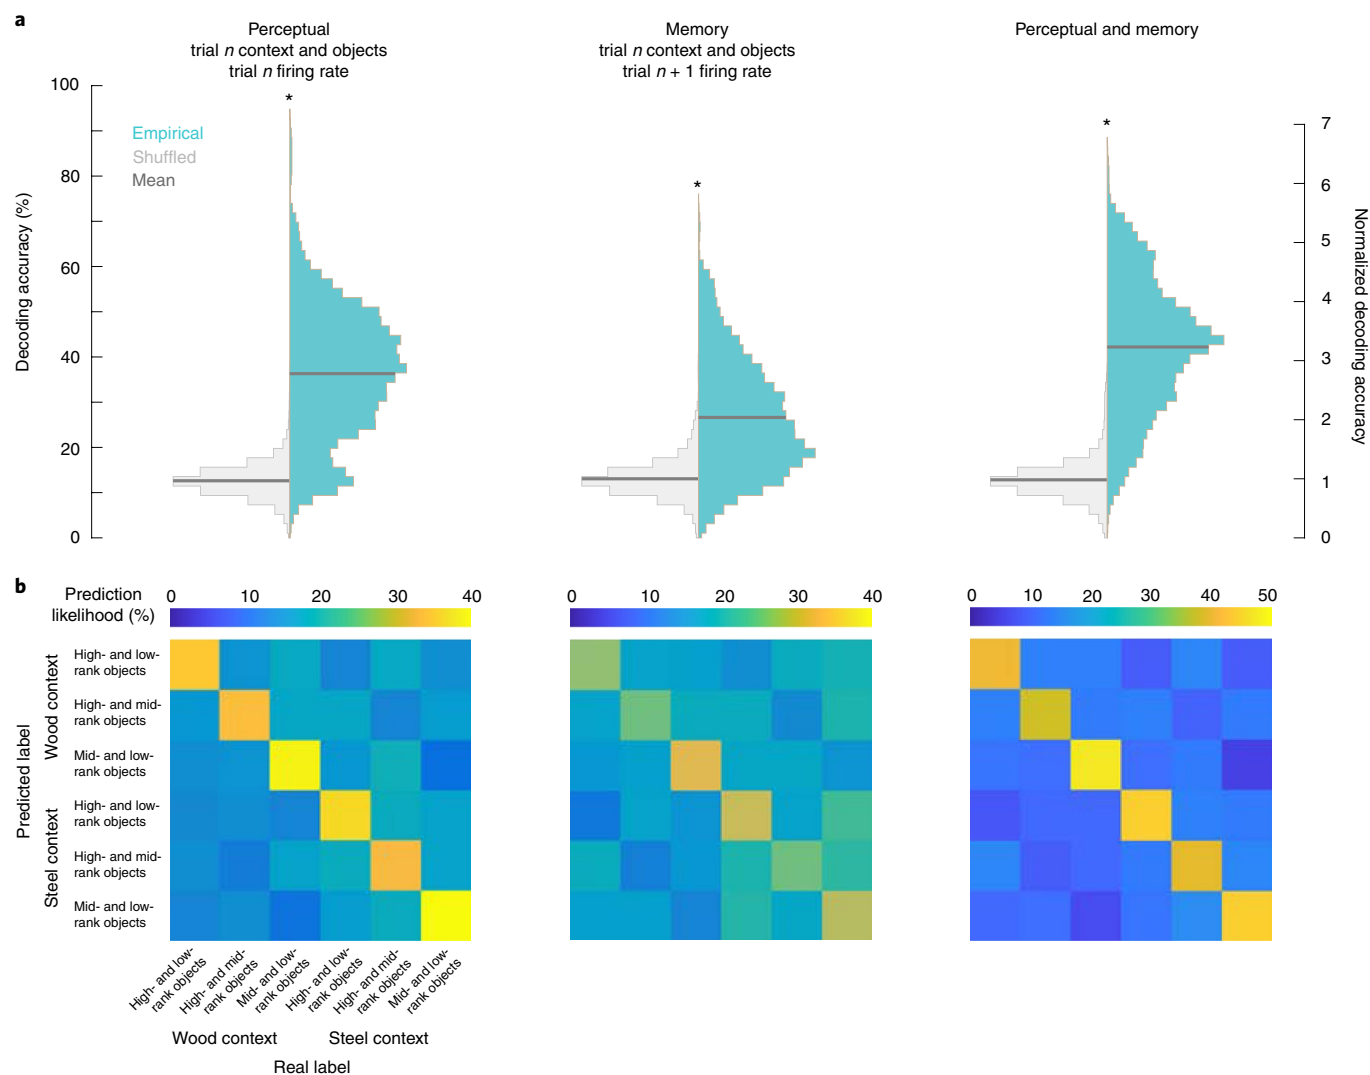 a
Perceptual
trial n context and objects
trial n firing rate
Memory
trial n context and objects
trial n + 1 firing rate
Perceptual and memory
*
*
*
Empirical
Shuffled
Mean
Decoding accuracy (%)
100
80
60
40
20
0
7
6
5
4
3
2
1
0
Normalized decoding accuracy
b
Prediction
likelihood (%)
0 10 20 30 40
0 10 20 30 40
0 10 20 30 40 50
Predicted label
Wood context
High- and low-
rank objects
High- and mid-
rank objects
Mid- and low-
rank objects
Steel context
High- and low-
rank objects
High- and mid-
rank objects
Mid- and low-
rank objects
High- and low-
rank objects
High- and mid-
rank objects
Mid- and low-
rank objects
High- and low-
rank objects
High- and mid-
rank objects
Mid- and low-
rank objects
Wood context
Steel context
Real label